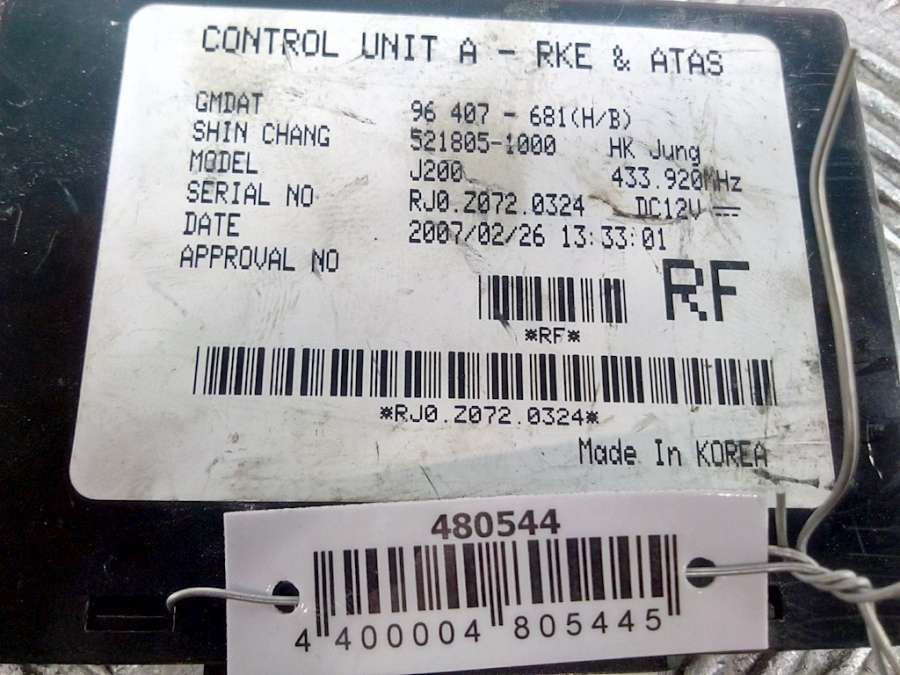 CONTROL UNIT A - RKE & ATAS
GMDAT 96 407 - 681(H/B)
SHIN CHANG 521805-1000 HK Jung
MODEL J200 433.920MHz
SERIAL NO RJ0.Z072.0324 DC12V
DATE 2007/02/26 13:33:01
APPROVAL NO
RF
*RF*
*RJ0.Z072.0324*
Made In KOREA
480544
4 400004 805445